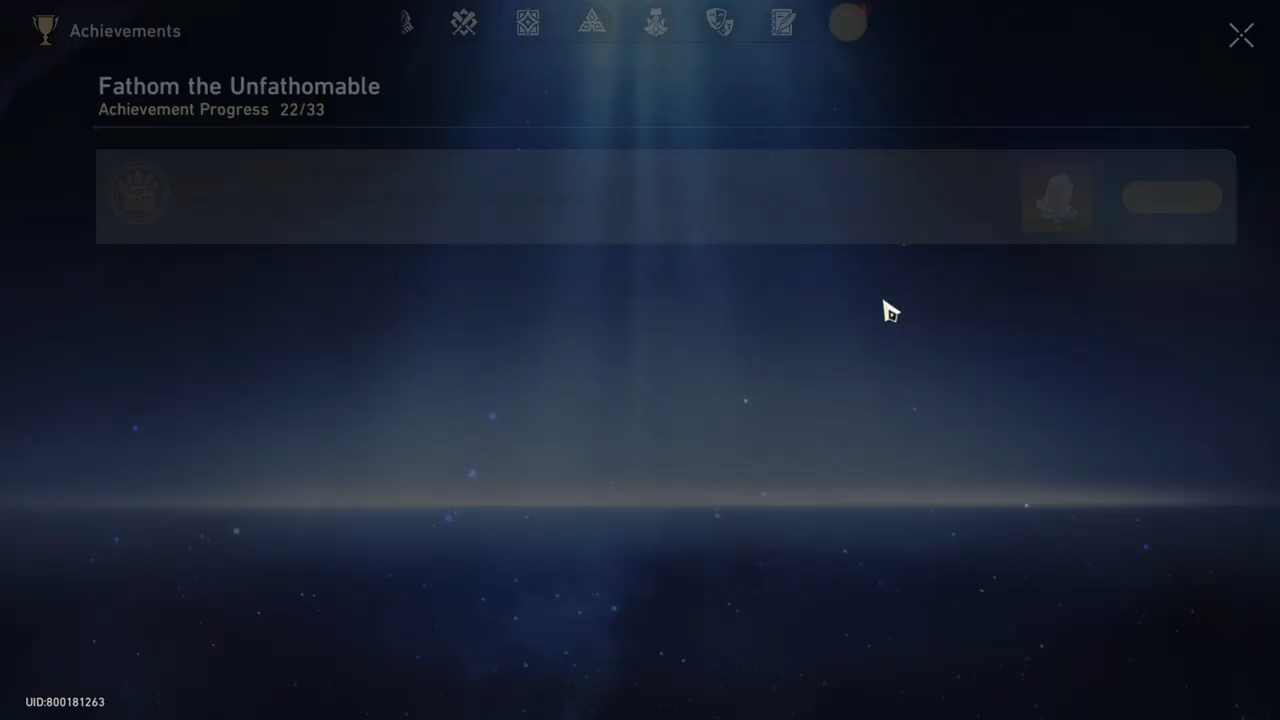 Achievements
Fathom the Unfathomable
Achievement Progress 22/33
UID:800181263